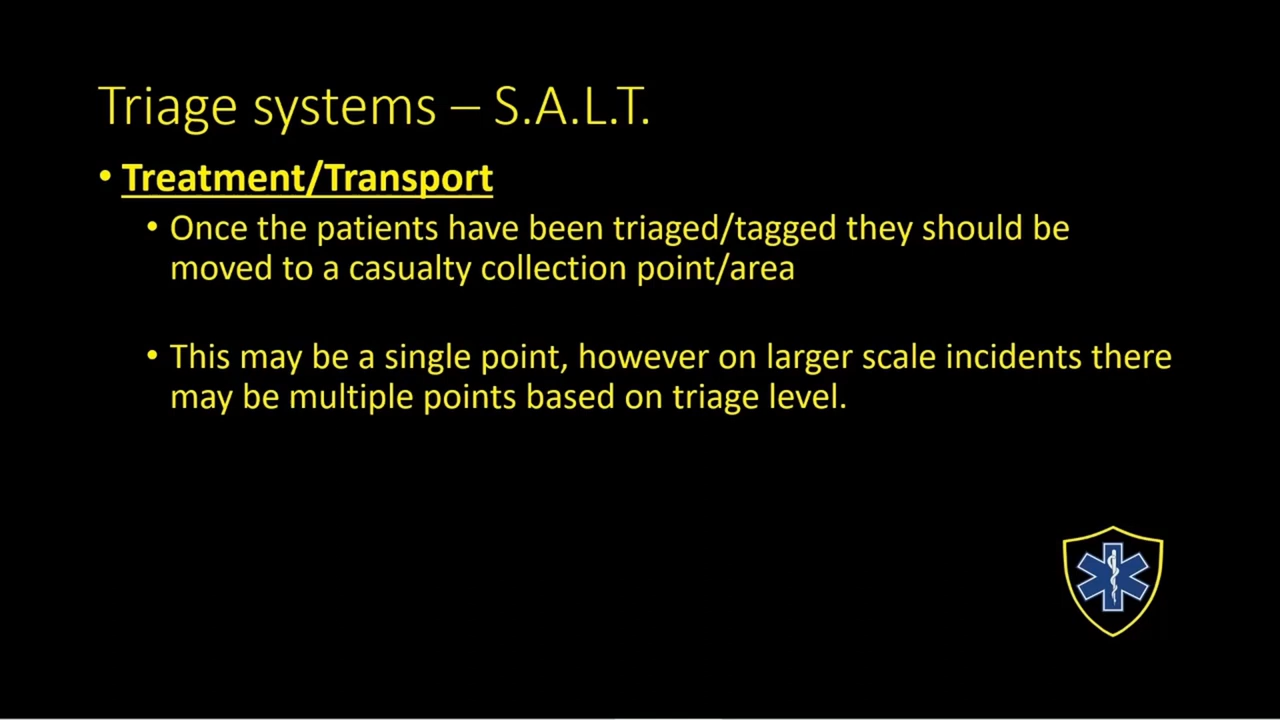 Triage systems – S.A.L.T.
• Treatment/Transport
• Once the patients have been triaged/tagged they should be
moved to a casualty collection point/area
• This may be a single point, however on larger scale incidents there
may be multiple points based on triage level.